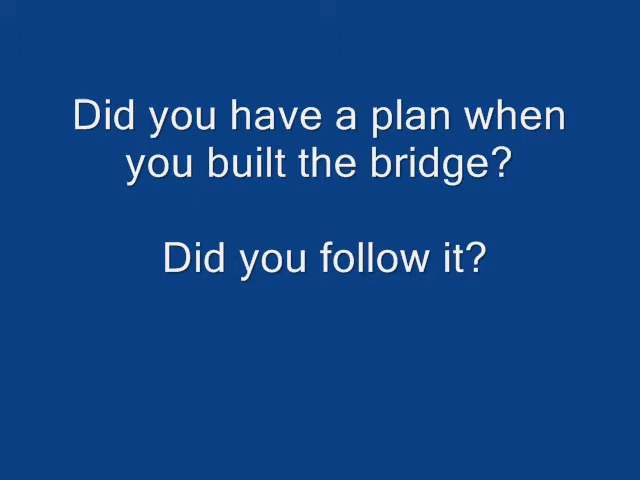 Did you have a plan when
you built the bridge?
Did you follow it?